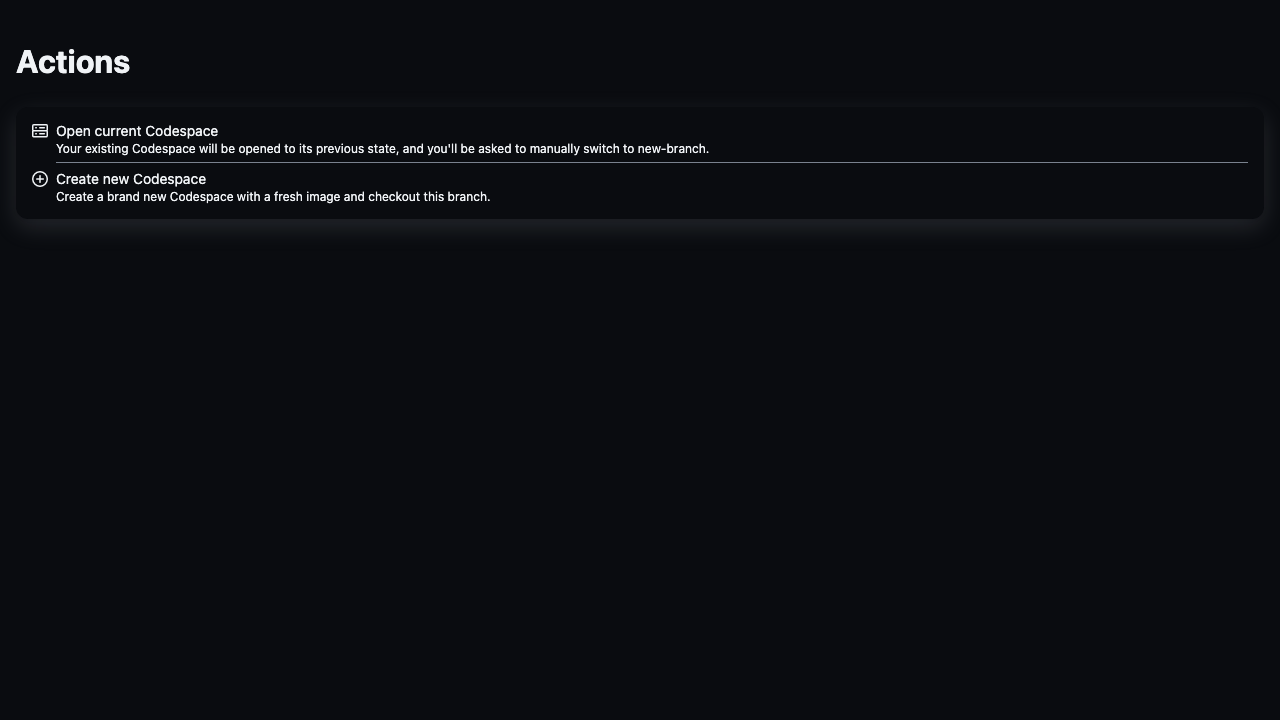 Actions
Open current Codespace
Your existing Codespace will be opened to its previous state, and you'll be asked to manually switch to new-branch.
Create new Codespace
Create a brand new Codespace with a fresh image and checkout this branch.